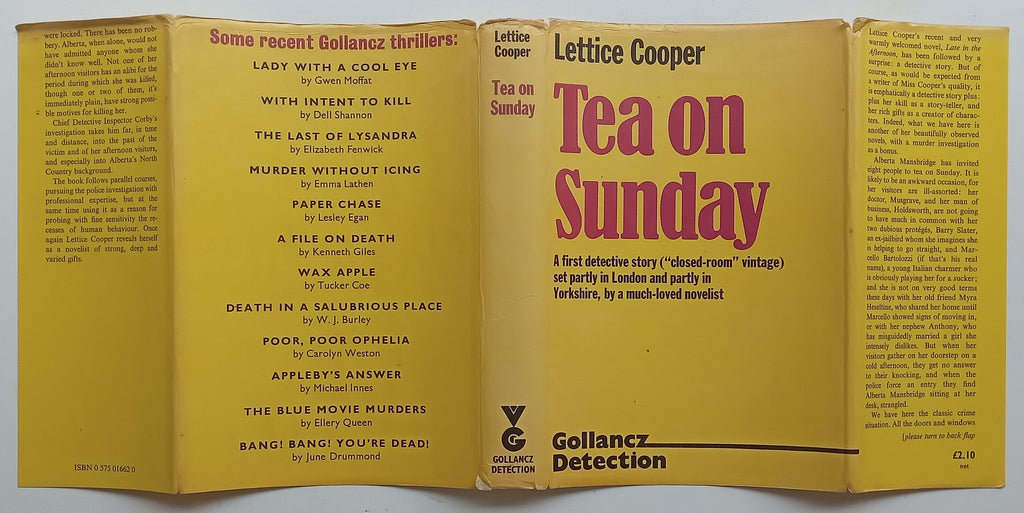 were locked. There has been no rob-
bery. Alberta, when alone, would not
have admitted anyone whom she
didn't know well. Not one of her
afternoon visitors has an alibi for the
period during which she was killed,
though one or two of them, it's
immediately plain, have strong possi-
ble motives for killing her.
Chief Detective Inspector Corby's
investigation takes him far, in time
and distance, into the past of the
victim and of her afternoon visitors,
and especially into Alberta's North
Country background.
The book follows parallel courses,
pursuing the police investigation with
professional expertise, but at the
same time using it as a reason for
probing with fine sensitivity the re-
cesses of human behaviour. Once
again Lettice Cooper reveals herself
as a novelist of strong, deep and
varied gifts.
ISBN 0 575 01662 0
Some recent Gollancz thrillers:
LADY WITH A COOL EYE
by Gwen Moffat
WITH INTENT TO KILL
by Dell Shannon
THE LAST OF LYSANDRA
by Elizabeth Fenwick
MURDER WITHOUT ICING
by Emma Lathen
PAPER CHASE
by Lesley Egan
A FILE ON DEATH
by Kenneth Giles
WAX APPLE
by Tucker Coe
DEATH IN A SALUBRIOUS PLACE
by W. J. Burley
POOR, POOR OPHELIA
by Carolyn Weston
APPLEBY'S ANSWER
by Michael Innes
THE BLUE MOVIE MURDERS
by Ellery Queen
BANG! BANG! YOU'RE DEAD!
by June Drummond
Lettice
Cooper
Tea on
Sunday
VG
GOLLANCZ
DETECTION
Lettice Cooper
Tea on
Sunday
A first detective story ("closed-room" vintage)
set partly in London and partly in
Yorkshire, by a much-loved novelist
Gollancz
Detection
Lettice Cooper's recent and very
warmly welcomed novel, Late in the
Afternoon, has been followed by a
surprise: a detective story. But of
course, as would be expected from
a writer of Miss Cooper's quality, it
is emphatically a detective story plus:
plus her skill as a story-teller, and
her rich gifts as a creator of charac-
ters. Indeed, what we have here is
another of her beautifully observed
novels, with a murder investigation
as a bonus.
Alberta Mansbridge has invited
eight people to tea on Sunday. It is
likely to be an awkward occasion, for
her visitors are ill-assorted: her
doctor, Musgrave, and her man of
business, Holdsworth, are not going
to have much in common with her
two dubious protégés, Barry Slater,
an ex-jailbird whom she imagines she
is helping to go straight, and Mar-
cello Bartolozzi (if that's his real
name), a young Italian charmer who
is obviously playing her for a sucker;
and she is not on very good terms
these days with her old friend Myra
Heseltine, who shared her home until
Marcello showed signs of moving in,
or with her nephew Anthony, who
has misguidedly married a girl she
intensely dislikes. But when her
visitors gather on her doorstep on a
cold afternoon, they get no answer
to their knocking, and when the
police force an entry they find
Alberta Mansbridge sitting at her
desk, strangled.
We have here the classic crime
situation. All the doors and windows
[please turn to back flap
£2.10
net